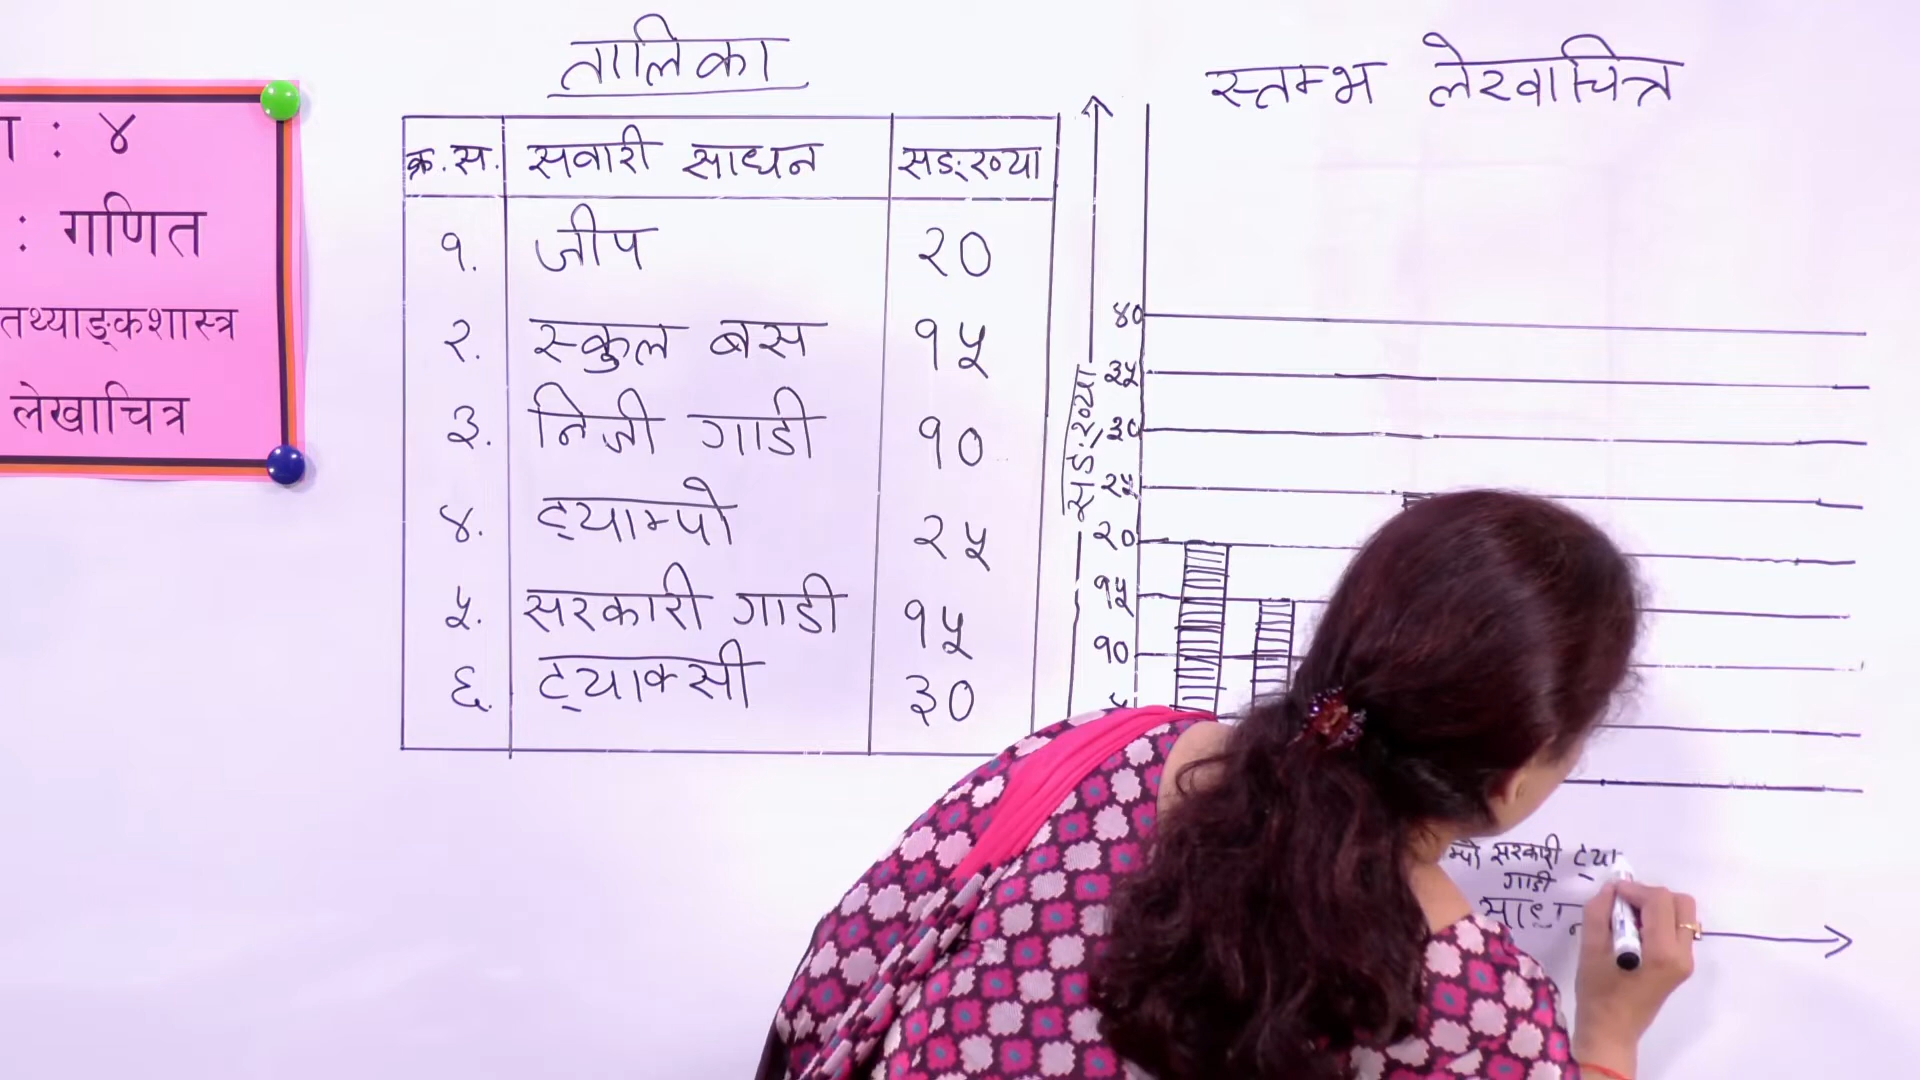 : ४
: गणित
तथ्याङ्कशास्त्र
लेखाचित्र
तालिका
क्र.स. सवारी साधन सङ्ख्या
१. जीप २०
२. स्कुल बस १५
३. निजी गाडी १०
४. ट्याम्पो २५
५. सरकारी गाडी १५
६. ट्याक्सी ३०
स्तम्भ लेखाचित्र
सङ्ख्या
४०
३५
३०
२५
२०
१५
१०
म्पो सरकारी ट्या
गाडी
साधन